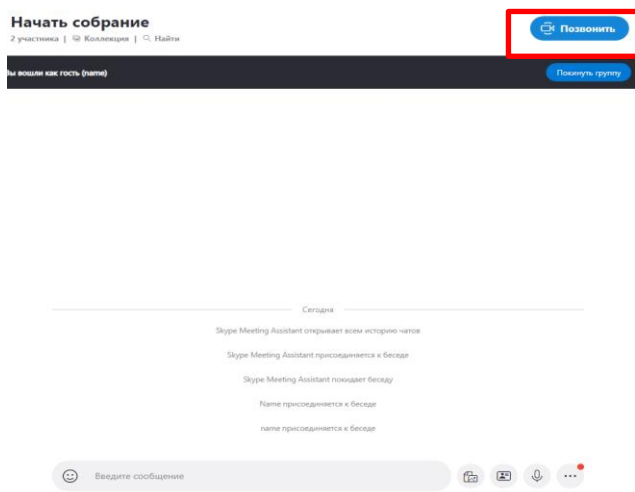 Начать собрание
2 участника | Коллекция | Найти
Позвонить
Вы вошли как гость (name)
Покинуть группу
Сегодня
Skype Meeting Assistant открывает всем историю чатов
Skype Meeting Assistant присоединяется к беседе
Skype Meeting Assistant покидает беседу
Name присоединяется к беседе
name присоединяется к беседе
Введите сообщение